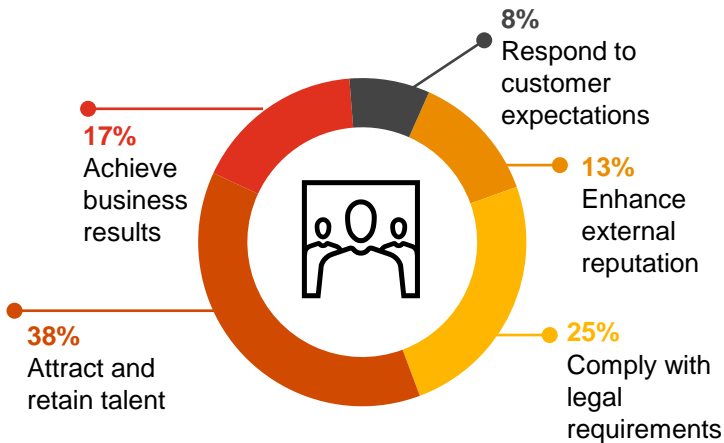 8%
Respond to
customer
expectations
17%
Achieve
business
results
13%
Enhance
external
reputation
38%
Attract and
retain talent
25%
Comply with
legal
requirements